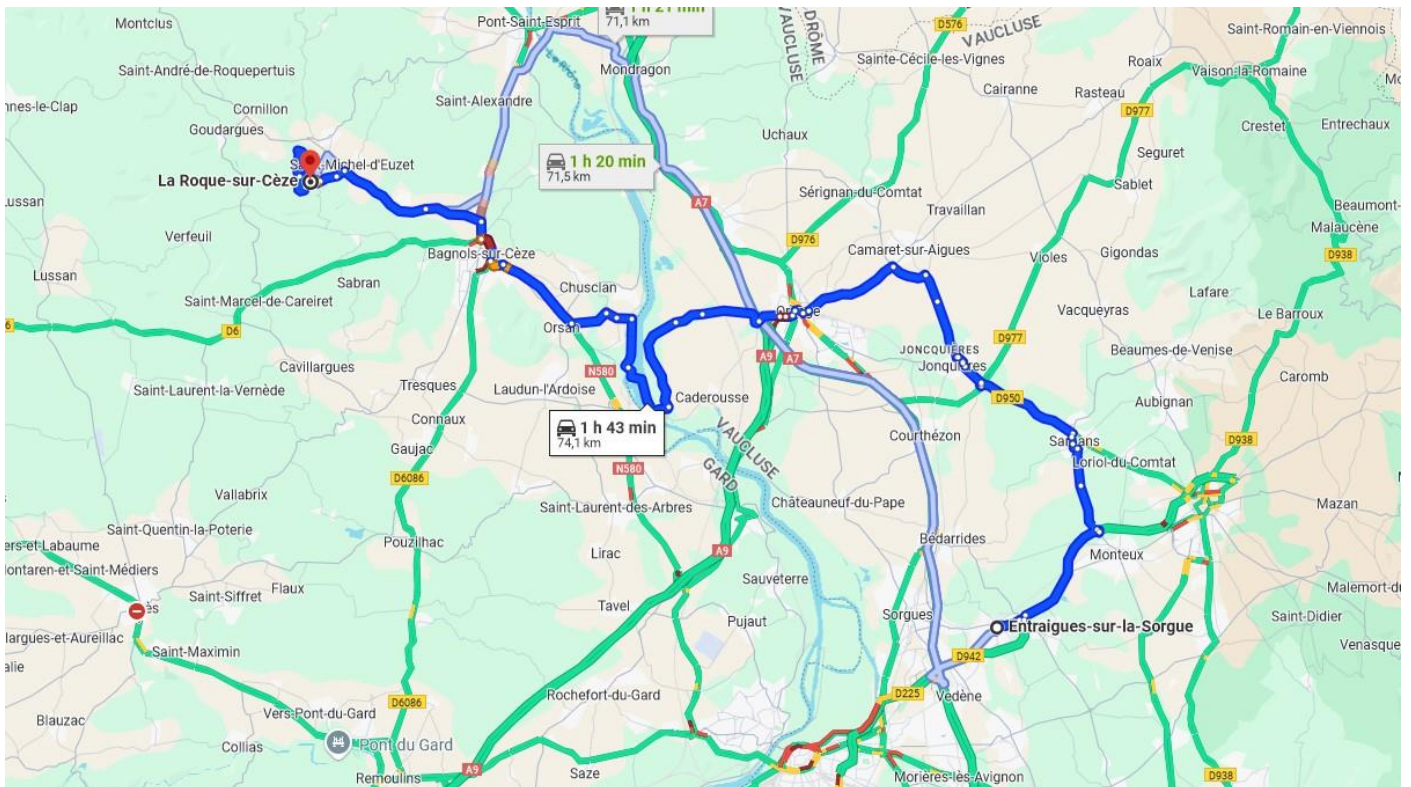 Montclus
Pont-Saint-Esprit
1 h 21 min
71,1 km
DRÔME
VAUCLUSE
D576
VAUCLUSE
Saint-Romain-en-Viennois
Saint-André-de-Roquepertuis
Mondragon
Le Rhône
Sainte-Cécile-les-Vignes
Roaix
Vaison-la-Romaine
nnes-le-Clap
Cornillon
Saint-Alexandre
Cairanne
Rasteau
D977
Crestet
Entrechaux
Goudargues
Uchaux
Séguret
La Roque-sur-Cèze
1 h 20 min
71,5 km
Sérignan-du-Comtat
Sablet
Lussan
A7
Travaillan
Beaumont-
Malaucène
Verfeuil
D976
Camaret-sur-Aigues
Violès
Gigondas
D938
Lussan
Bagnols-sur-Cèze
Sabran
Chusclan
Lafare
Saint-Marcel-de-Careiret
Vacqueyras
Le Barroux
D6
Orsan
D977
JONCQUIÈRES
Jonquières
Beaumes-de-Venise
A9
A7
Cavillargues
N580
Caromb
Saint-Laurent-la-Vernède
Tresques
Laudun-l'Ardoise
Caderousse
D950
Aubignan
Connaux
1 h 43 min
74,1 km
VAUCLUSE
GARD
Courthézon
D938
Gaujac
N580
Loriol-du-Comtat
D6086
Vallabrix
Saint-Laurent-des-Arbres
Châteauneuf-du-Pape
Mazan
Saint-Quentin-la-Poterie
Pouzilhac
Lirac
A9
Bédarrides
Monteux
ers-et-Labaume
ontaren-et-Saint-Médiers
Flaux
Saint-Siffret
Sauveterre
Malemort-du
Tavel
Pujaut
Sorgues
Entraigues-sur-la-Sorgue
Saint-Didier
largues-et-Aureillac
Saint-Maximin
Venasque
D942
D6086
Rochefort-du-Gard
D225
Vedène
Blauzac
Vers-Pont-du-Gard
Collias
Pont du Gard
A9
Saze
Remoulins
Morières-lès-Avignon
D938